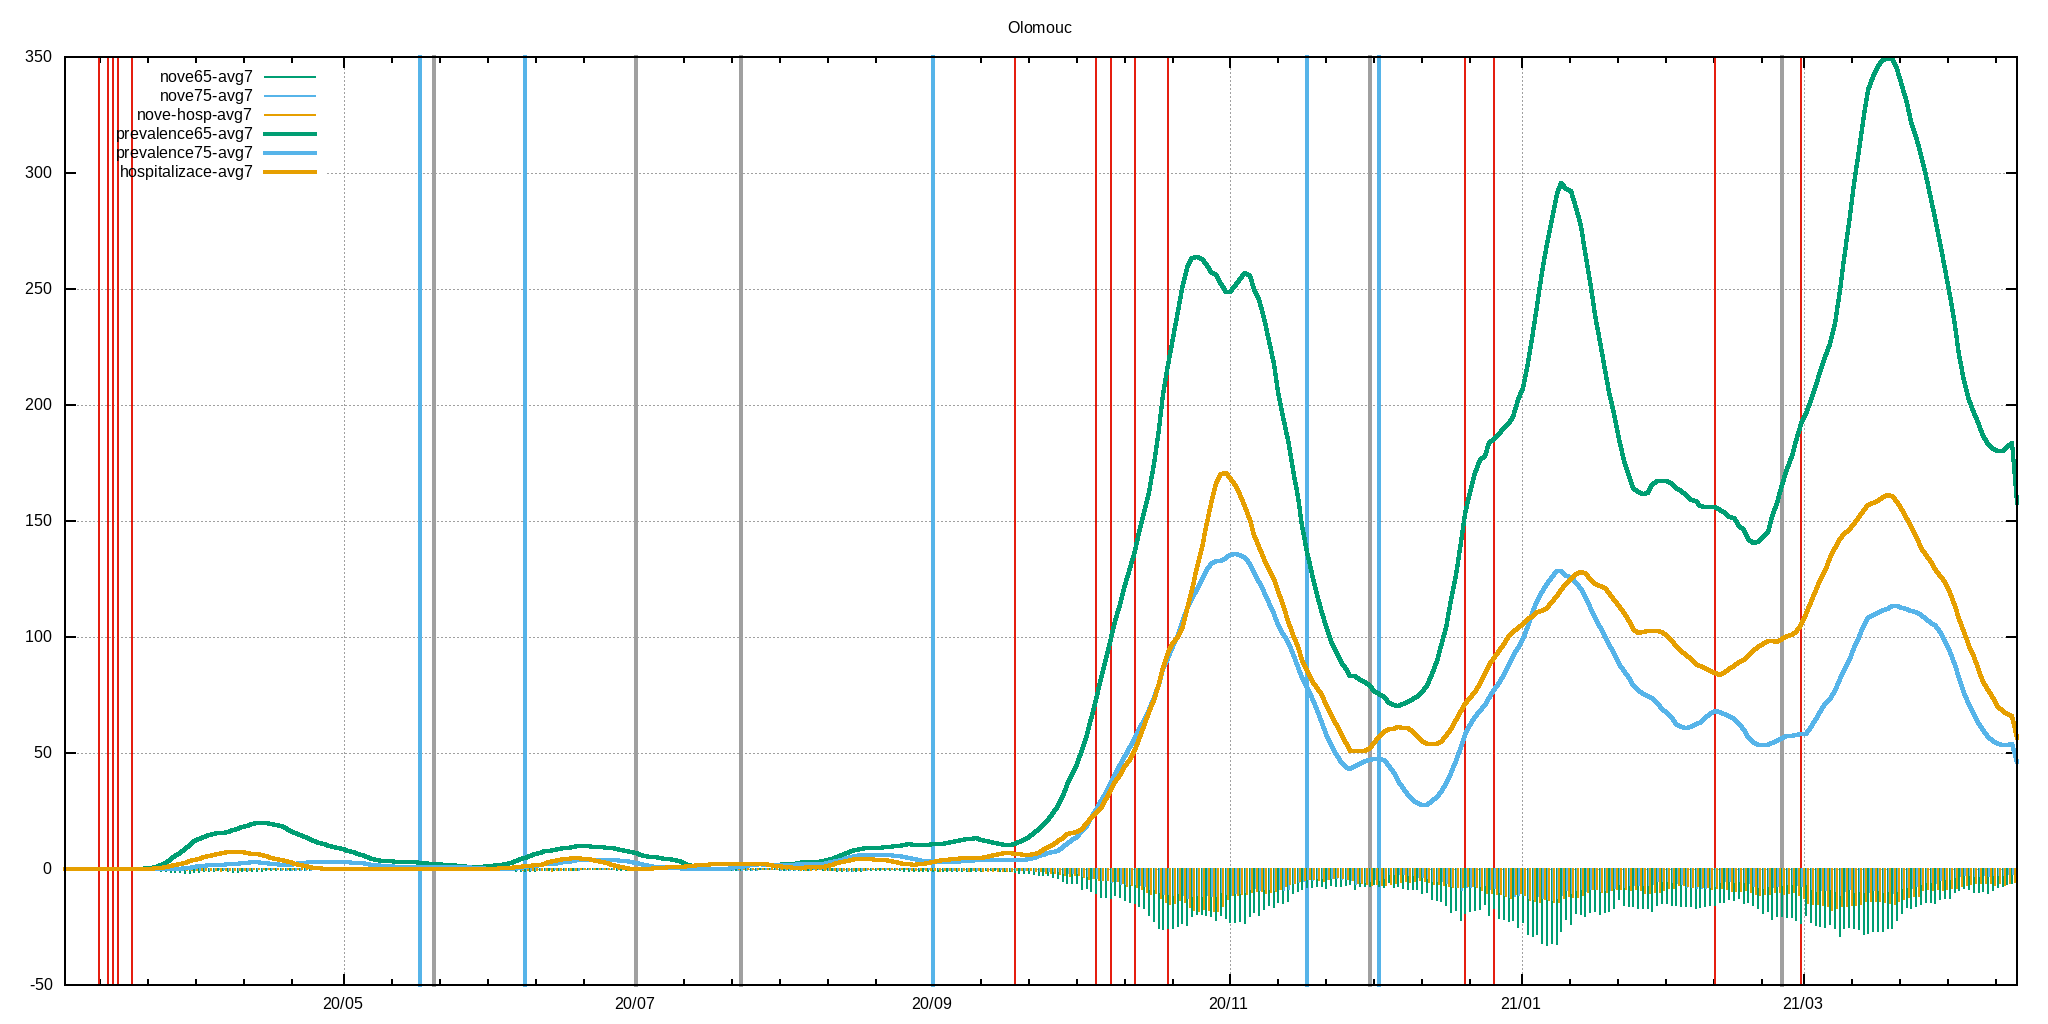 Olomouc
350
300
250
200
150
100
50
0
-50
nove65-avg7
nove75-avg7
nove-hosp-avg7
prevalence65-avg7
prevalence75-avg7
hospitalizace-avg7
20/05 20/07 20/09 20/11 21/01 21/03